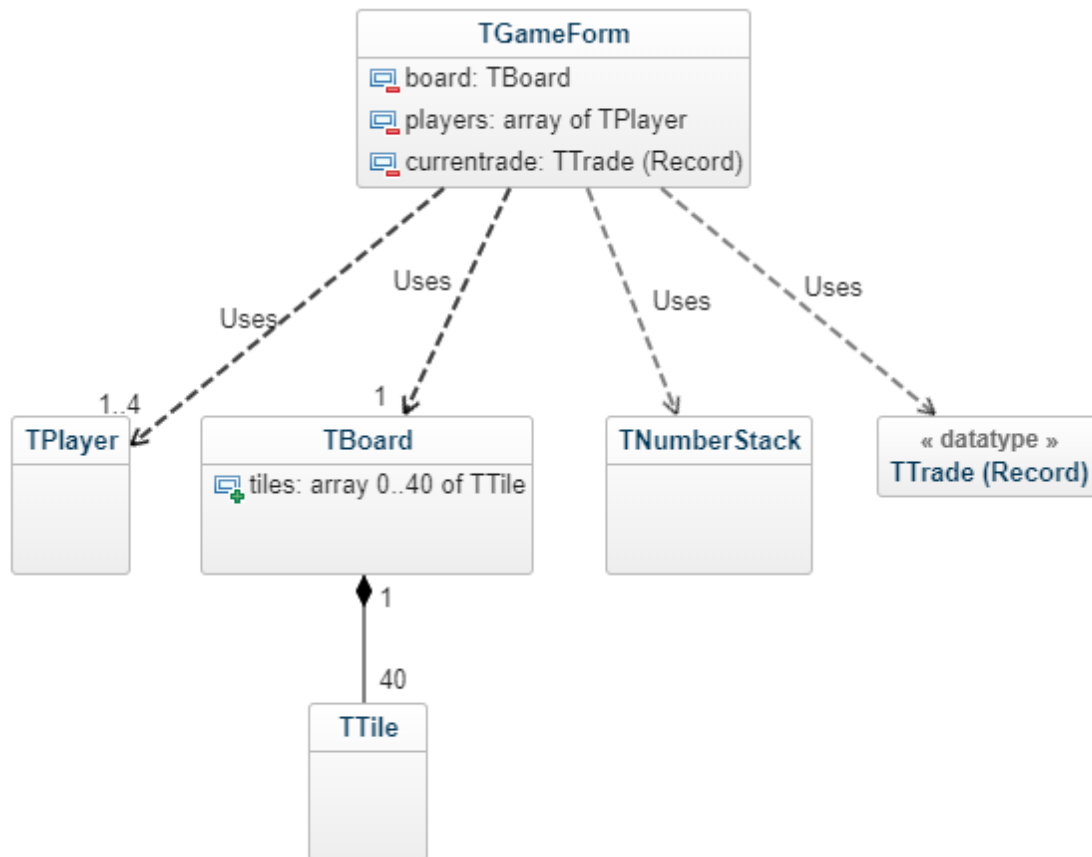 TGameForm
board: TBoard
players: array of TPlayer
currentrade: TTrade (Record)
Uses
Uses
Uses
Uses
1..4
1
TPlayer
TBoard
tiles: array 0..40 of TTile
TNumberStack
« datatype »
TTrade (Record)
1
40
TTile